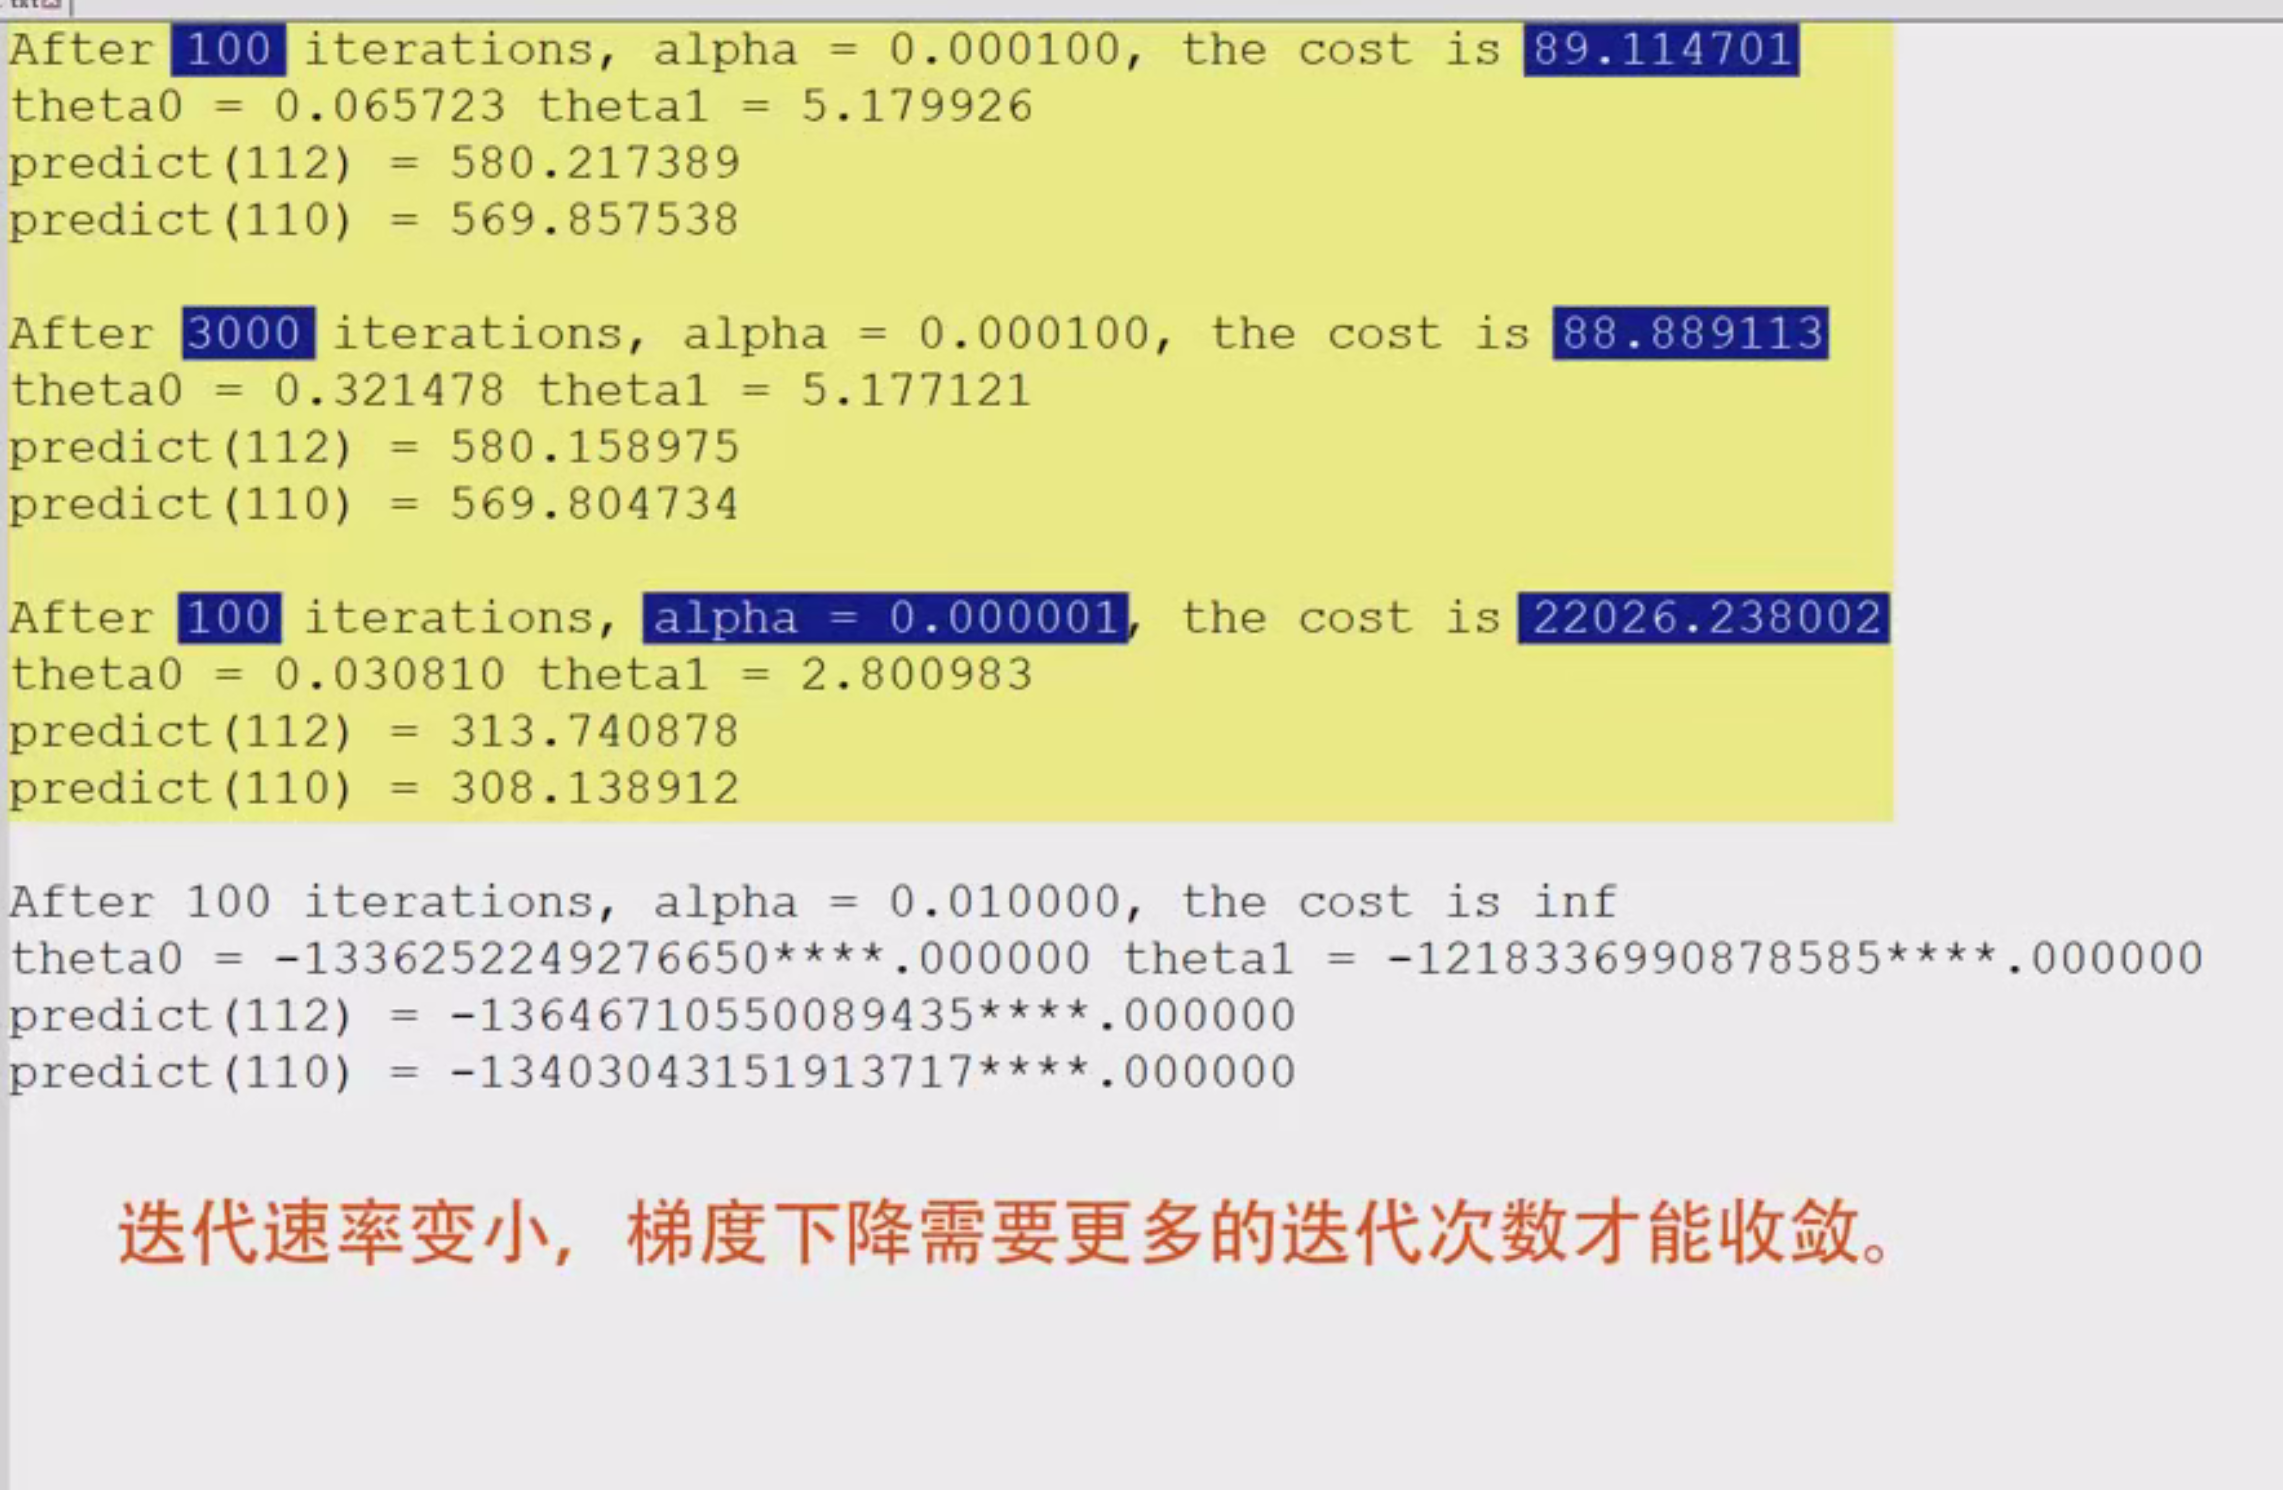 After 100 iterations, alpha = 0.000100, the cost is 89.114701
theta0 = 0.065723 theta1 = 5.179926
predict(112) = 580.217389
predict(110) = 569.857538
After 3000 iterations, alpha = 0.000100, the cost is 88.889113
theta0 = 0.321478 theta1 = 5.177121
predict(112) = 580.158975
predict(110) = 569.804734
After 100 iterations, alpha = 0.000001, the cost is 22026.238002
theta0 = 0.030810 theta1 = 2.800983
predict(112) = 313.740878
predict(110) = 308.138912
After 100 iterations, alpha = 0.010000, the cost is inf
theta0 = -1336252249276650****.000000 theta1 = -1218336990878585****.000000
predict(112) = -13646710550089435****.000000
predict(110) = -13403043151913717****.000000
迭代速率变小，梯度下降需要更多的迭代次数才能收敛。